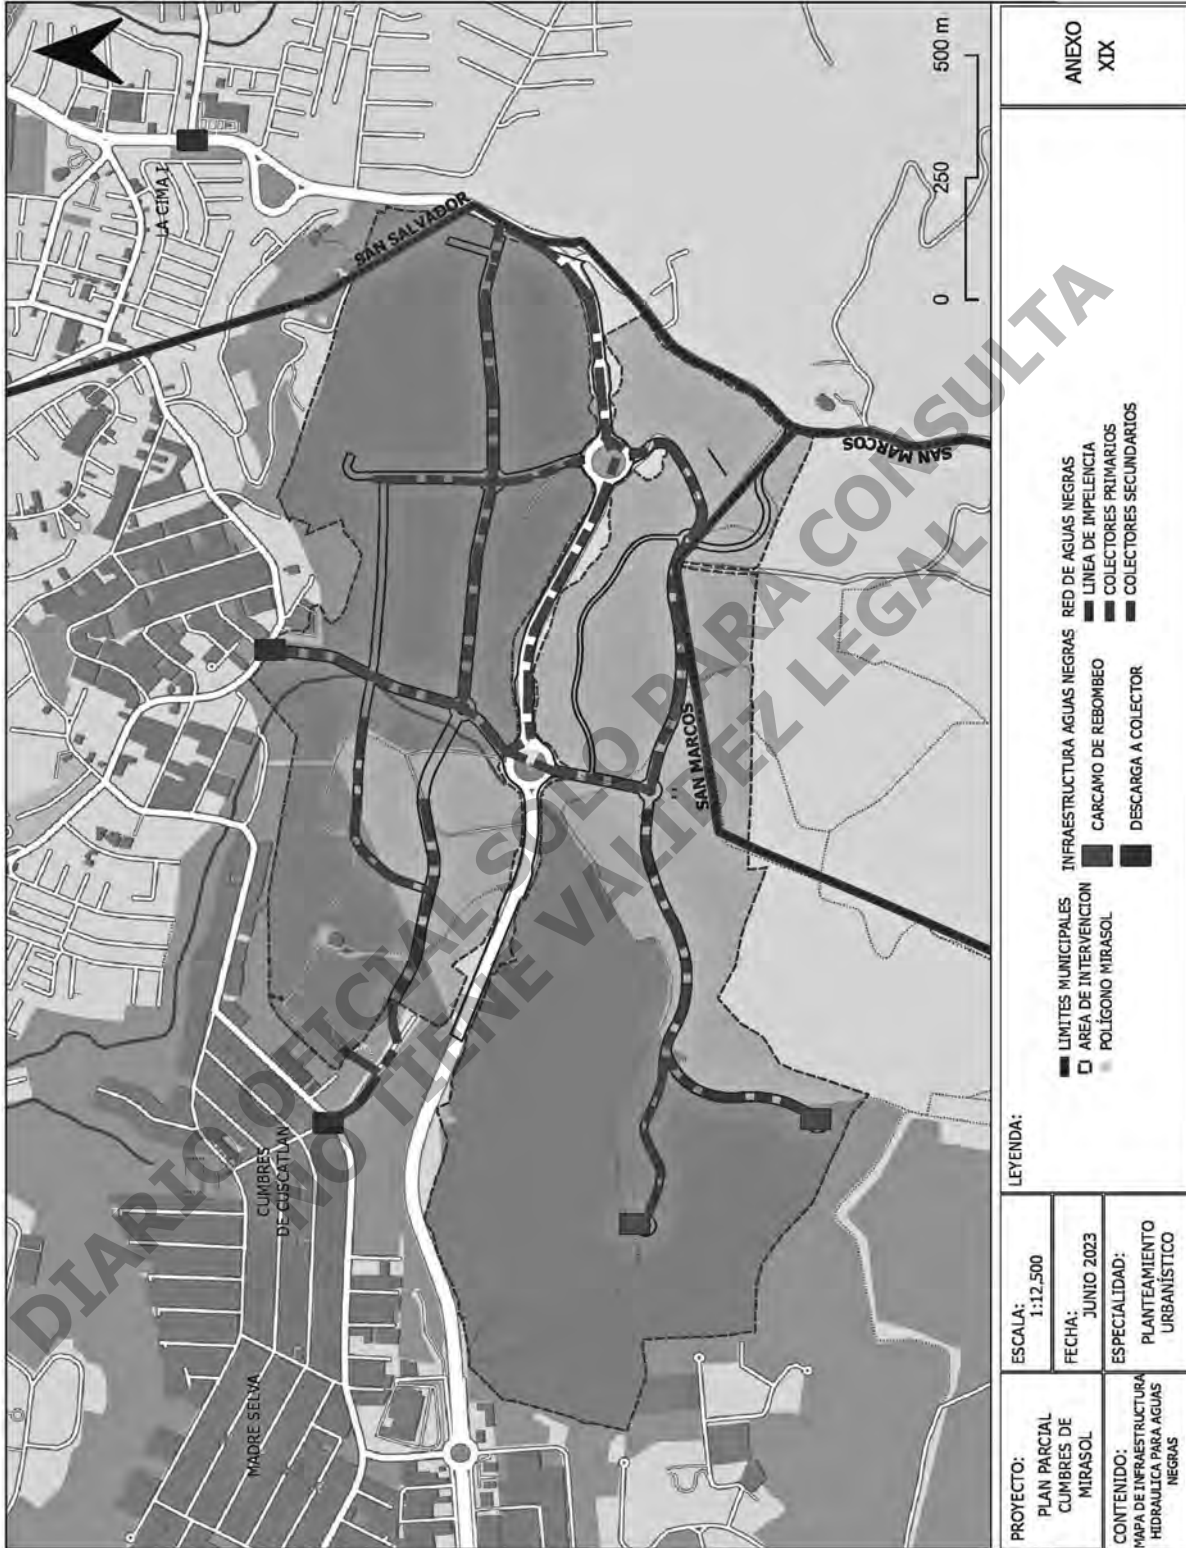 LA CIMA I
SAN SALVADOR
SAN MARCOS
SAN MARCOS
SAN MARCOS
CUMBRES
DE CUSCATLAN
MADRE SELVA
0 250 500 m
DIARIO OFICIAL SOLO PARA CONSULTA
NO TIENE VALIDEZ LEGAL
PROYECTO:
PLAN PARCIAL
CUMBRES DE
MIRASOL
CONTENIDO:
MAPA DE INFRAESTRUCTURA
HIDRAULICA PARA AGUAS
NEGRAS
ESCALA:
1:12,500
FECHA:
JUNIO 2023
ESPECIALIDAD:
PLANTEAMIENTO
URBANÍSTICO
LEYENDA:
LIMITES MUNICIPALES
AREA DE INTERVENCION
POLÍGONO MIRASOL
INFRAESTRUCTURA AGUAS NEGRAS
CARCAMO DE REBOMBEO
DESCARGA A COLECTOR
RED DE AGUAS NEGRAS
LINEA DE IMPELENCIA
COLECTORES PRIMARIOS
COLECTORES SECUNDARIOS
ANEXO
XIX